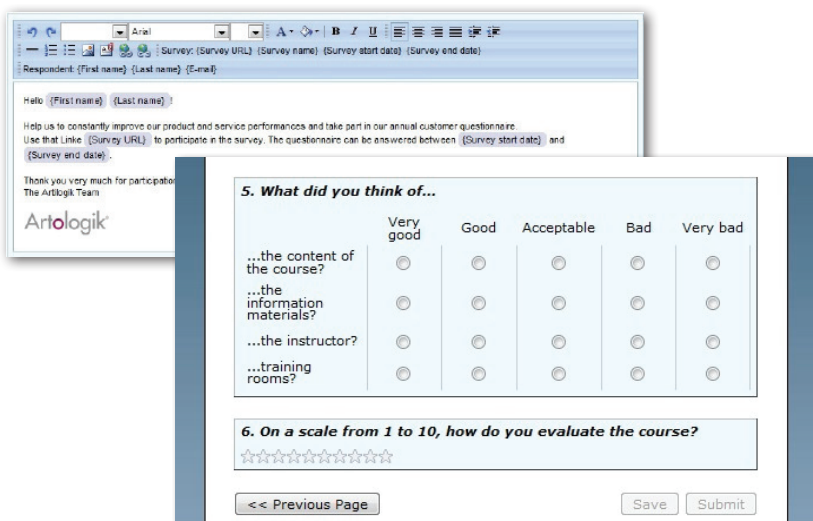 Arial A B I U
Survey: {Survey URL} {Survey name} {Survey start date} {Survey end date}
Respondent: {First name} {Last name} {E-mail}
Hello {First name} {Last name} !
Help us to constantly improve our product and service performances and take part in our annual customer questionnaire.
Use that Linke {Survey URL} to participate in the survey. The questionnaire can be answered between {Survey start date} and
{Survey end date} .
Thank you very much for participation
The Artilogik Team
Artologik
5. What did you think of...
Very good Good Acceptable Bad Very bad
...the content of
the course?
...the
information
materials?
...the instructor?
...training
rooms?
6. On a scale from 1 to 10, how do you evaluate the course?
<< Previous Page Save Submit